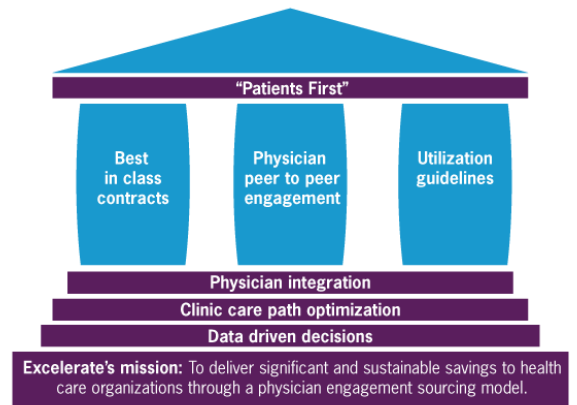 “Patients First”
Best
in class
contracts
Physician
peer to peer
engagement
Utilization
guidelines
Physician integration
Clinic care path optimization
Data driven decisions
Excelerate’s mission: To deliver significant and sustainable savings to health
care organizations through a physician engagement sourcing model.